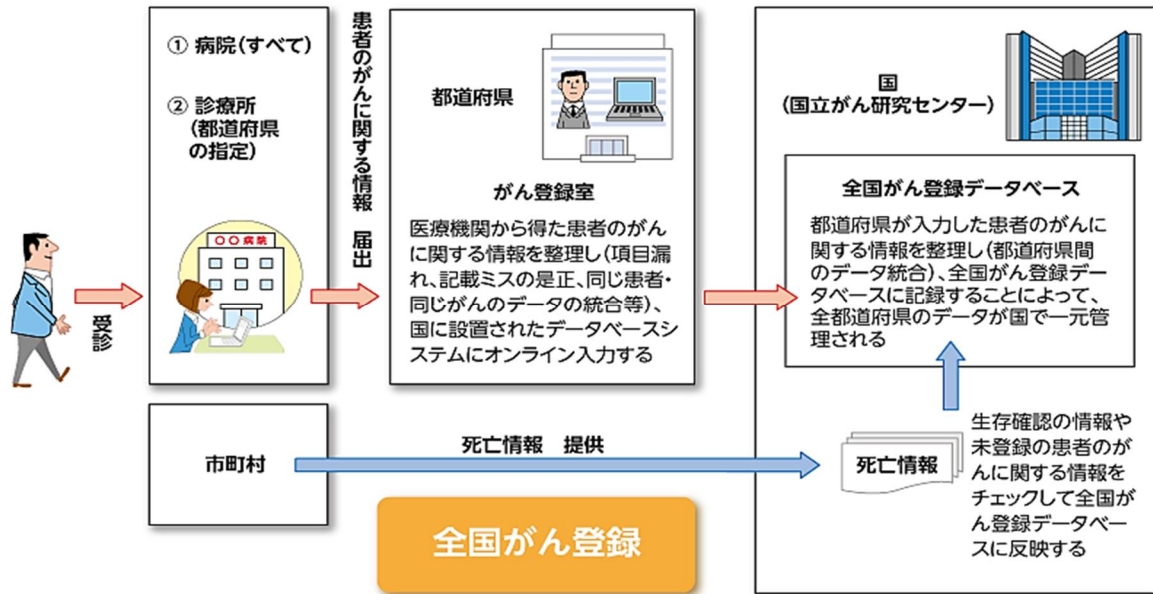 受診
① 病院(すべて)
② 診療所
(都道府県
の指定)
〇〇病院
患者のがんに関する情報 届出
都道府県
がん登録室
医療機関から得た患者のがん
に関する情報を整理し(項目漏
れ、記載ミスの是正、同じ患者・
同じがんのデータの統合等)、
国に設置されたデータベースシ
ステムにオンライン入力する
国
(国立がん研究センター)
全国がん登録データベース
都道府県が入力した患者のがんに
関する情報を整理し(都道府県間
のデータ統合)、全国がん登録デー
タベースに記録することによって、
全都道府県のデータが国で一元管
理される
市町村
死亡情報 提供
死亡情報
生存確認の情報や
未登録の患者のが
んに関する情報を
チェックして全国が
ん登録データベー
スに反映する
全国がん登録